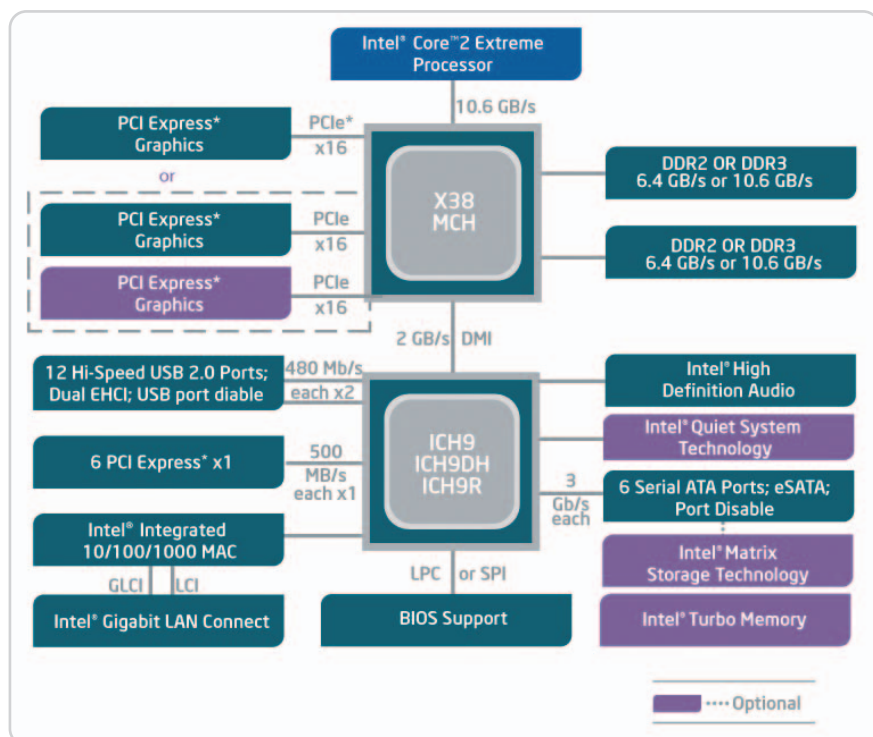 Intel® Core™2 Extreme
Processor
10.6 GB/s
PCI Express*
Graphics
PCIe*
x16
or
PCI Express*
Graphics
PCIe
x16
PCI Express*
Graphics
PCIe
x16
X38
MCH
DDR2 OR DDR3
6.4 GB/s or 10.6 GB/s
DDR2 OR DDR3
6.4 GB/s or 10.6 GB/s
2 GB/s DMI
12 Hi-Speed USB 2.0 Ports;
Dual EHCI; USB port diable
480 Mb/s
each x2
6 PCI Express* x1
500
MB/s
each x1
Intel® Integrated
10/100/1000 MAC
GLCI LCI
Intel® Gigabit LAN Connect
ICH9
ICH9DH
ICH9R
LPC or SPI
BIOS Support
Intel® High
Definition Audio
Intel® Quiet System
Technology
3
Gb/s
each
6 Serial ATA Ports; eSATA;
Port Disable
Intel® Matrix
Storage Technology
Intel® Turbo Memory
Optional